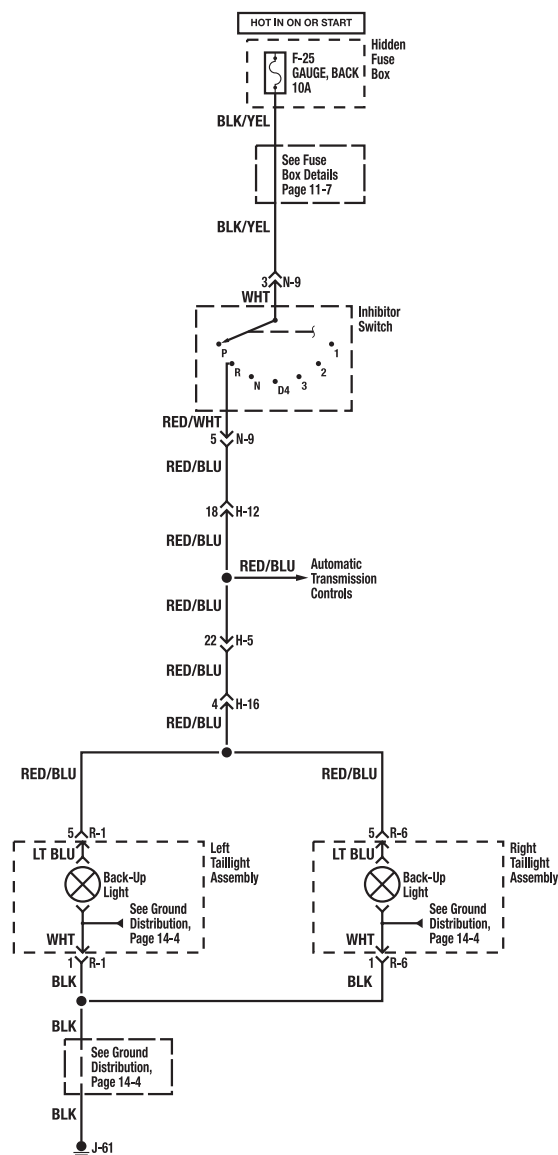 HOT IN ON OR START
F-25
GAUGE, BACK
10A
Hidden
Fuse
Box
BLK/YEL
See Fuse
Box Details
Page 11-7
BLK/YEL
3 N-9
WHT
Inhibitor
Switch
P
R
N
D4
3
2
1
RED/WHT
5 N-9
RED/BLU
18 H-12
RED/BLU
RED/BLU
Automatic
Transmission
Controls
RED/BLU
22 H-5
RED/BLU
4 H-16
RED/BLU
RED/BLU
RED/BLU
5 R-1
LT BLU
Left
Taillight
Assembly
Back-Up
Light
See Ground
Distribution,
Page 14-4
WHT
1 R-1
BLK
5 R-6
LT BLU
Right
Taillight
Assembly
Back-Up
Light
See Ground
Distribution,
Page 14-4
WHT
1 R-6
BLK
BLK
See Ground
Distribution,
Page 14-4
BLK
J-61